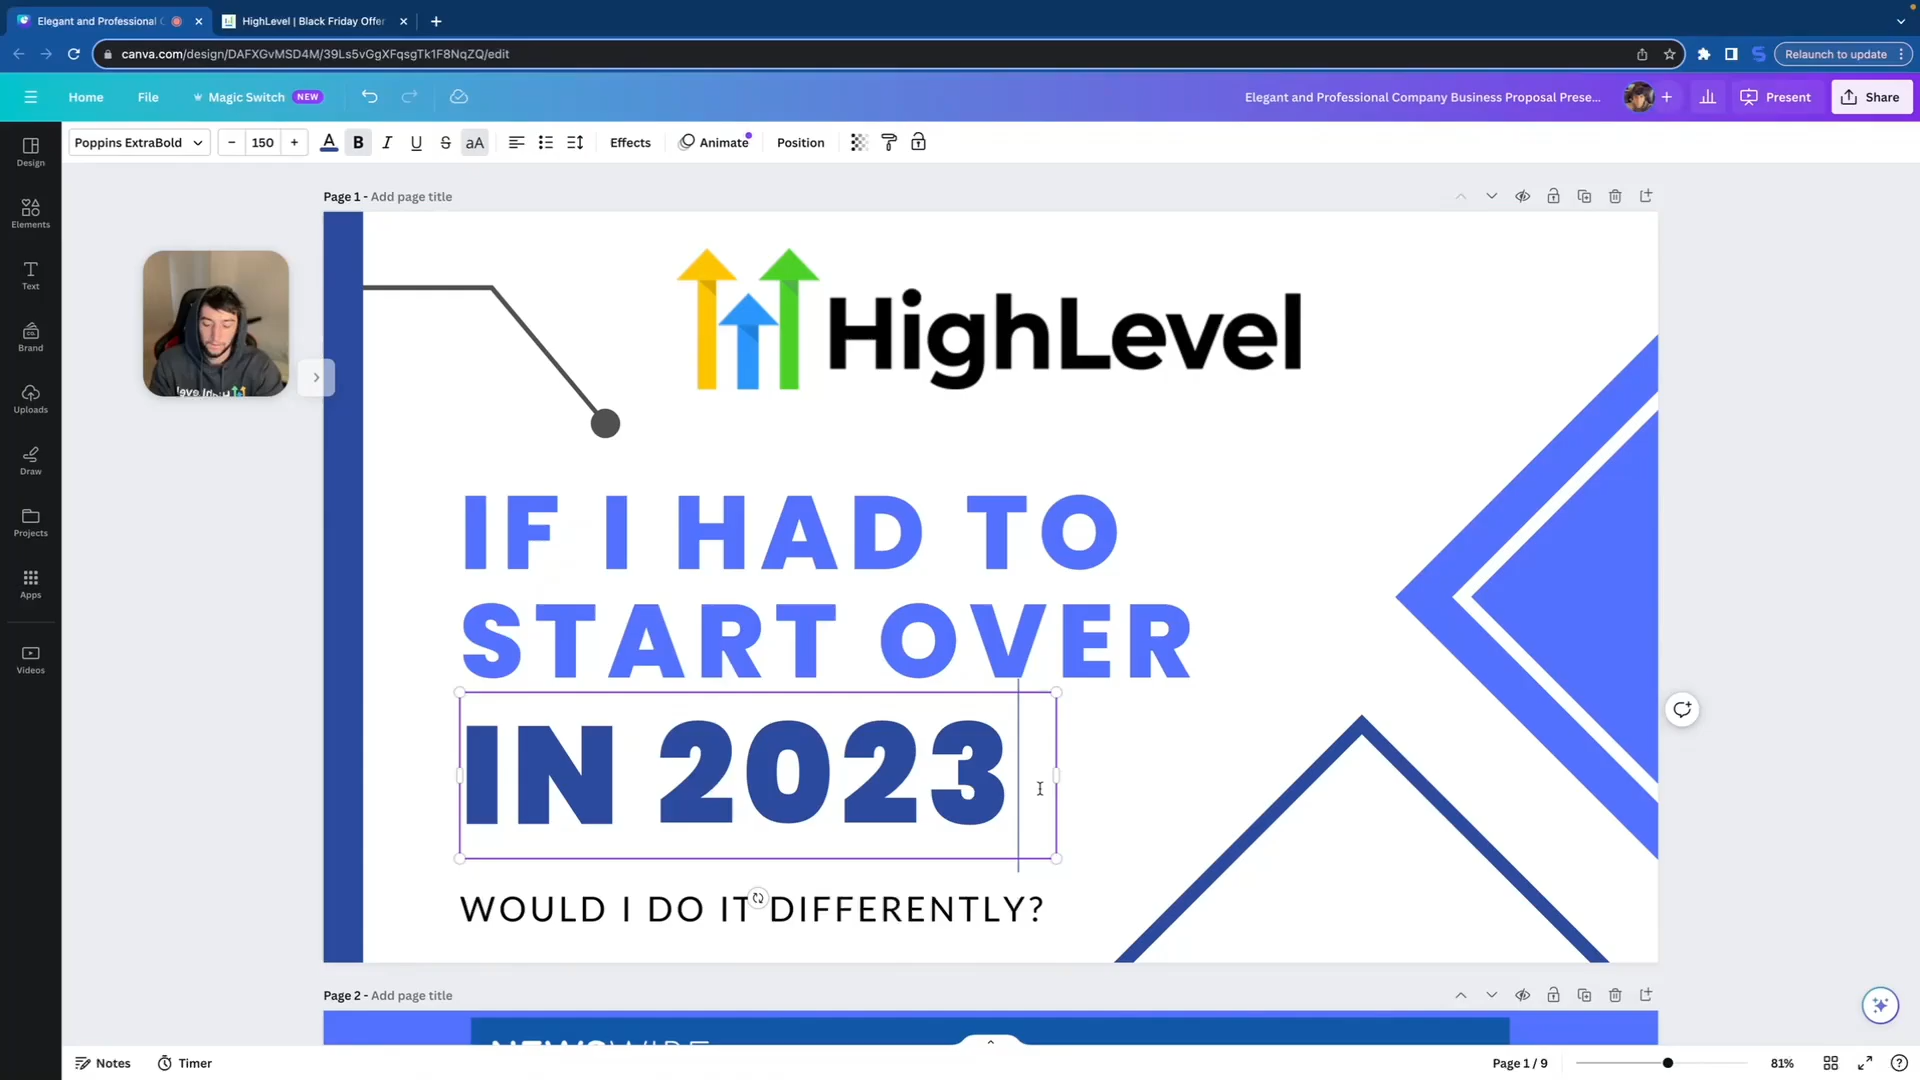 Elegant and Professional
HighLevel | Black Friday Offer
canva.com/design/DAFXGvMSD4M/39Ls5vGgXFqsgTk1F8NqZQ/edit
Relaunch to update
Home
File
Magic Switch
NEW
Elegant and Professional Company Business Proposal Prese...
Present
Share
Poppins ExtraBold
150
A
B
I
U
S
aA
Effects
Animate
Position
Design
Elements
Text
Brand
Uploads
Draw
Projects
Apps
Videos
Page 1 - Add page title
HighLevel
IF I HAD TO
START OVER
IN 2023
WOULD I DO IT DIFFERENTLY?
Page 2 - Add page title
Notes
Timer
Page 1 / 9
81%